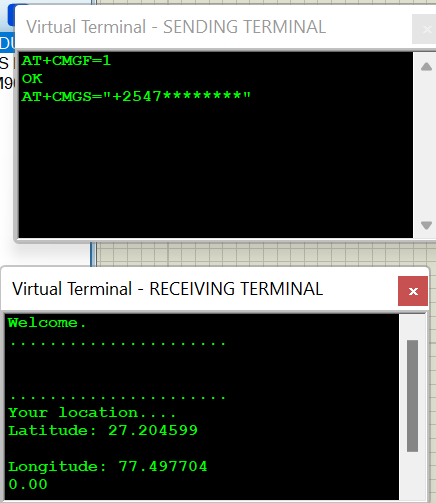 Virtual Terminal - SENDING TERMINAL
AT+CMGF=1
OK
AT+CMGS="+2547********"
Virtual Terminal - RECEIVING TERMINAL
Welcome.
.......................
.......................
Your location....
Latitude: 27.204599
Longitude: 77.497704
0.00